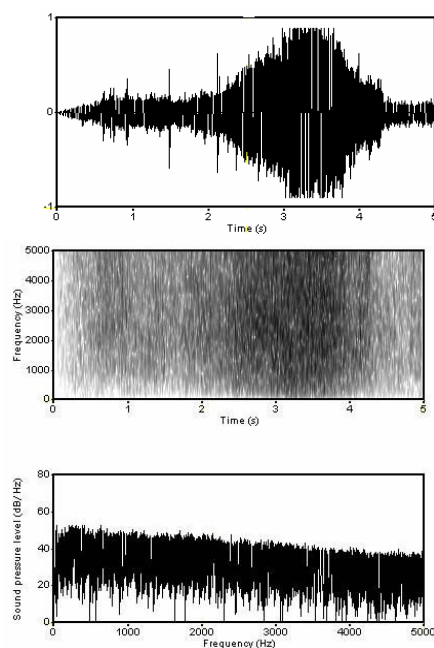 1
0
-1
0 1 2 3 4 5
Time (s)
5000
4000
3000
2000
1000
0
Frequency (Hz)
0 1 2 3 4 5
Time (s)
80
60
40
20
0
Sound pressure level (dB/Hz)
0 1000 2000 3000 4000 5000
Frequency (Hz)